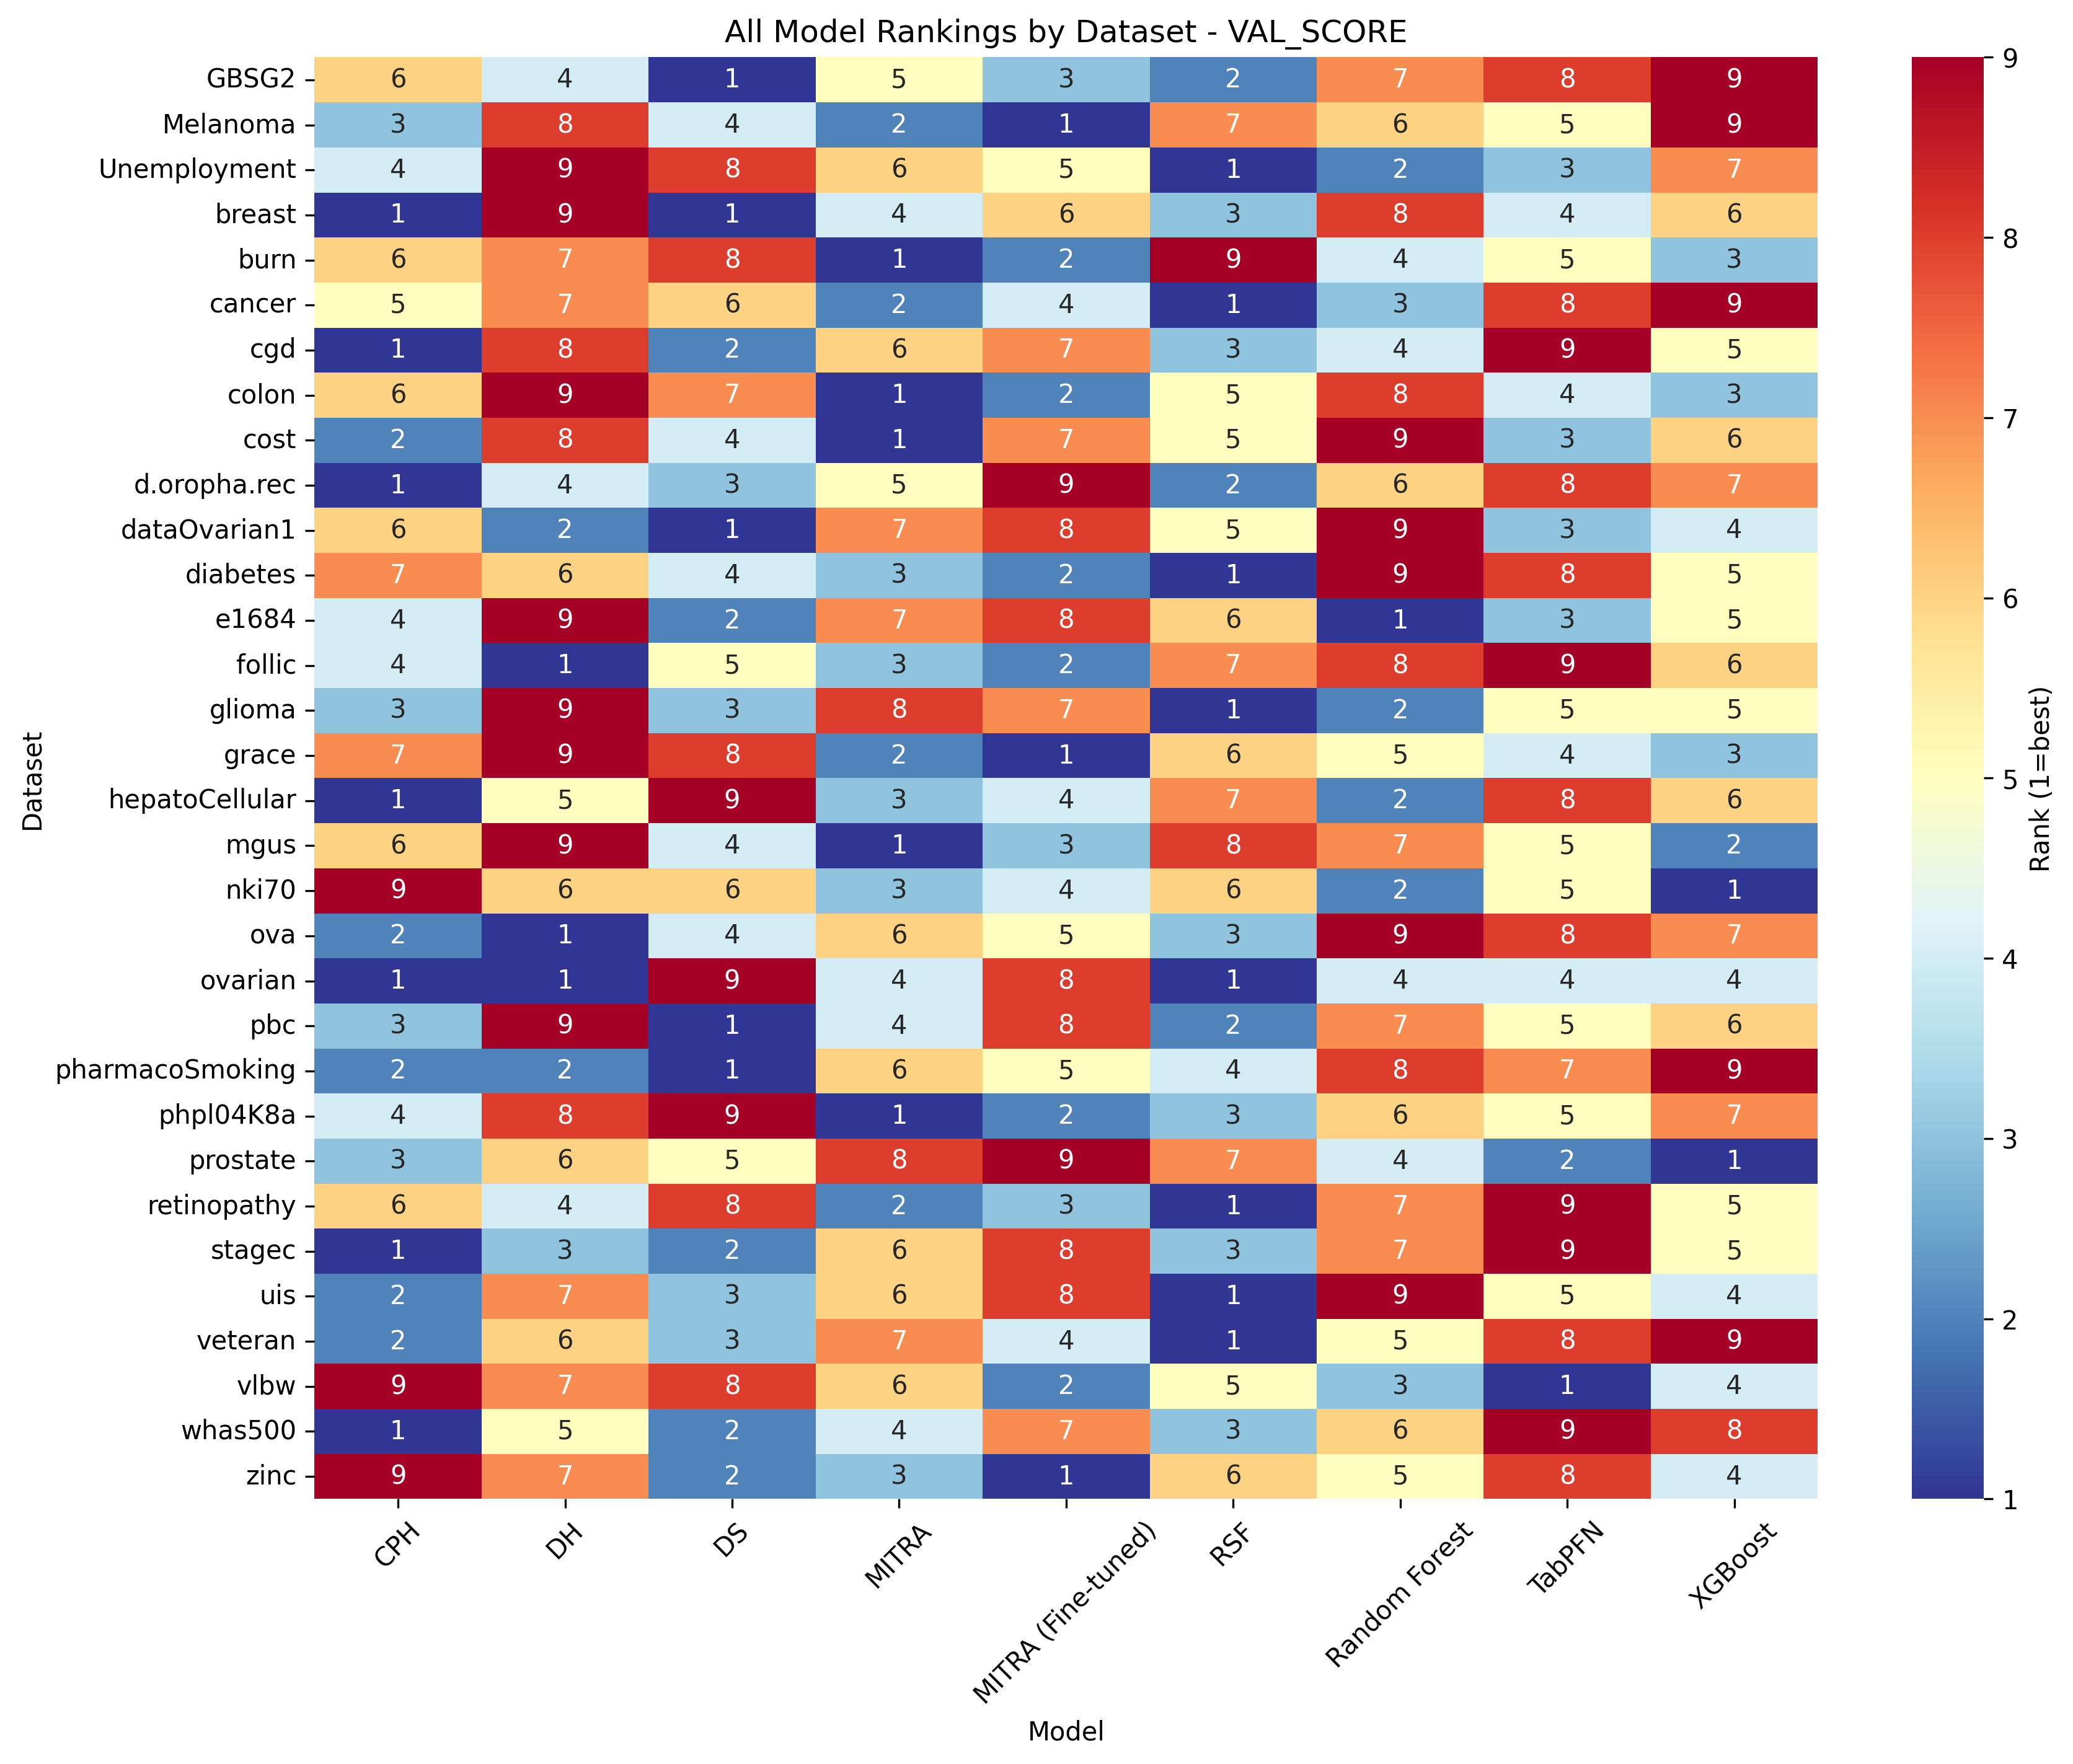 All Model Rankings by Dataset - VAL_SCORE
GBSG2 6 4 1 5 3 2 7 8 9
Melanoma 3 8 4 2 1 7 6 5 9
Unemployment 4 9 8 6 5 1 2 3 7
breast 1 9 1 4 6 3 8 4 6
burn 6 7 8 1 2 9 4 5 3
cancer 5 7 6 2 4 1 3 8 9
cgd 1 8 2 6 7 3 4 9 5
colon 6 9 7 1 2 5 8 4 3
cost 2 8 4 1 7 5 9 3 6
d.oropha.rec 1 4 3 5 9 2 6 8 7
dataOvarian1 6 2 1 7 8 5 9 3 4
diabetes 7 6 4 3 2 1 9 8 5
e1684 4 9 2 7 8 6 1 3 5
follic 4 1 5 3 2 7 8 9 6
glioma 3 9 3 8 7 1 2 5 5
grace 7 9 8 2 1 6 5 4 3
hepatoCellular 1 5 9 3 4 7 2 8 6
mgus 6 9 4 1 3 8 7 5 2
nki70 9 6 6 3 4 6 2 5 1
ova 2 1 4 6 5 3 9 8 7
ovarian 1 1 9 4 8 1 4 4 4
pbc 3 9 1 4 8 2 7 5 6
pharmacoSmoking 2 2 1 6 5 4 8 7 9
phpl04K8a 4 8 9 1 2 3 6 5 7
prostate 3 6 5 8 9 7 4 2 1
retinopathy 6 4 8 2 3 1 7 9 5
stagec 1 3 2 6 8 3 7 9 5
uis 2 7 3 6 8 1 9 5 4
veteran 2 6 3 7 4 1 5 8 9
vlbw 9 7 8 6 2 5 3 1 4
whas500 1 5 2 4 7 3 6 9 8
zinc 9 7 2 3 1 6 5 8 4
CPH DH DS MITRA MITRA (Fine-tuned) RSF Random Forest TabPFN XGBoost
Model
Dataset
9
8
7
6
5
4
3
2
1
Rank (1=best)